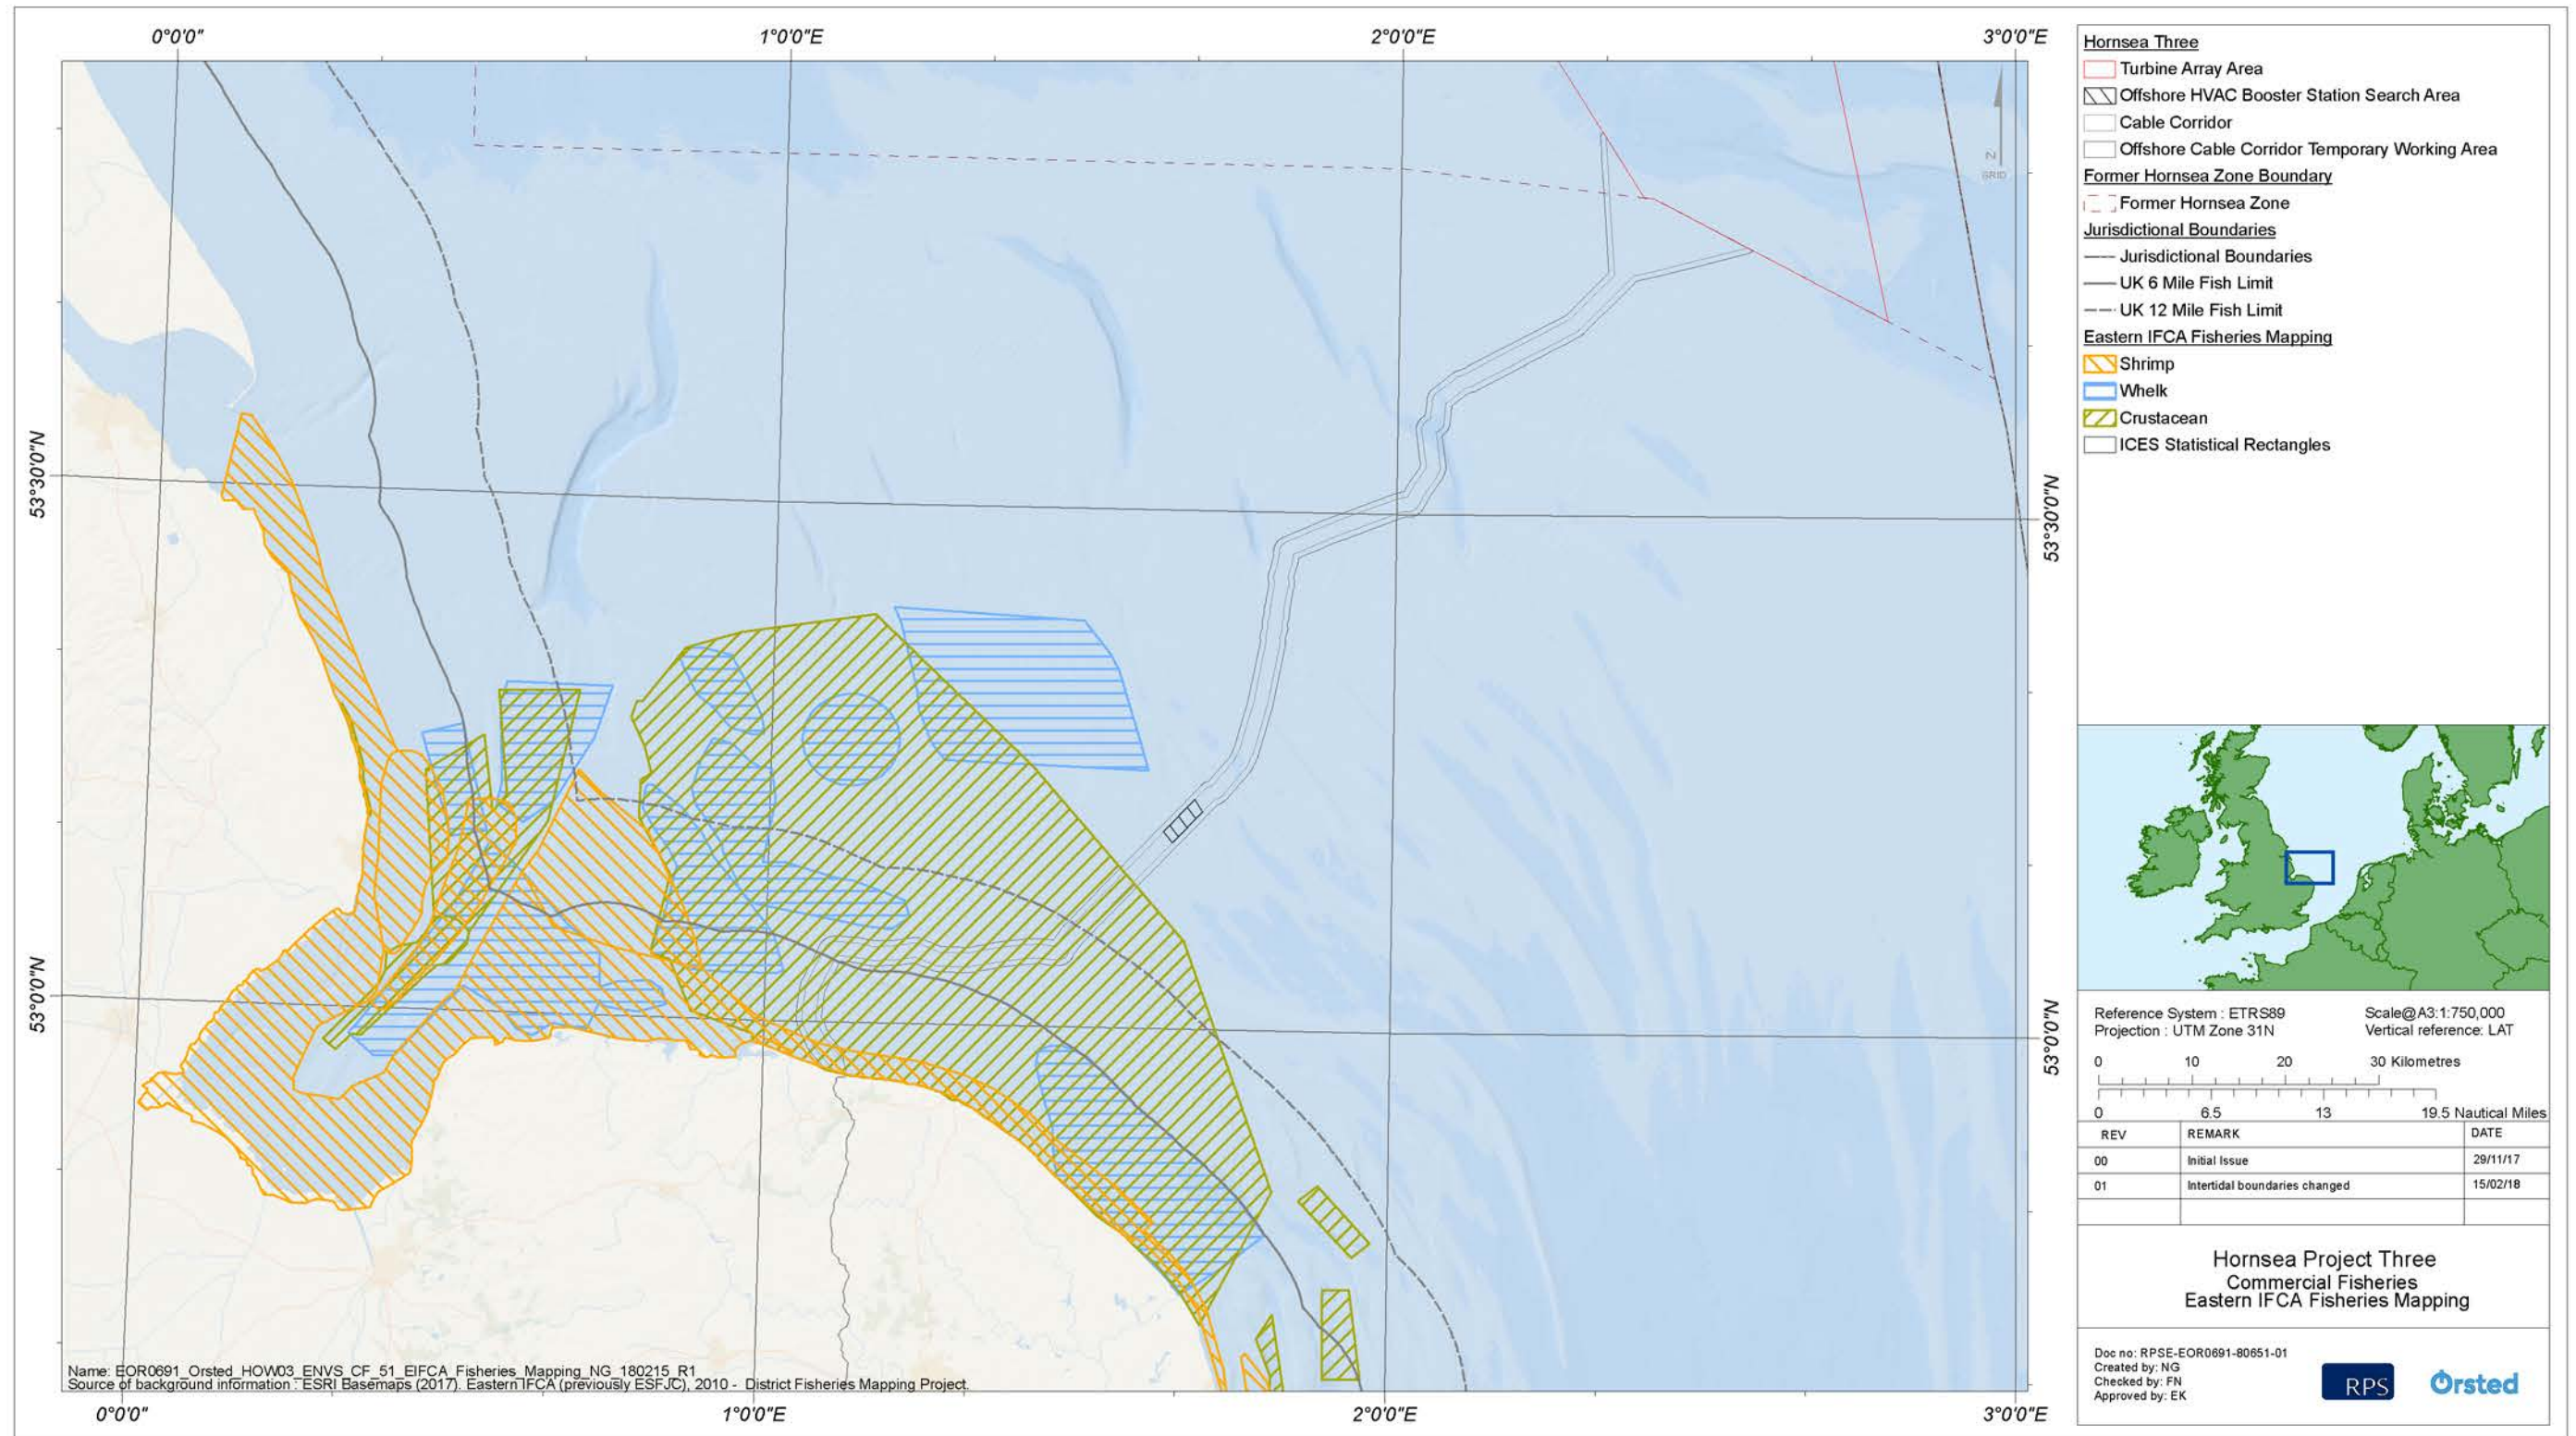 0°0'0"
1°0'0"E
2°0'0"E
3°0'0"E
53°30'0"N
53°30'0"N
53°0'0"N
53°0'0"N
0°0'0"
1°0'0"E
2°0'0"E
3°0'0"E
N
GRID
Name: EOR0691_Orsted_HOW03_ENVS_CF_51_EIFCA_Fisheries_Mapping_NG_180215_R1
Source of background information : ESRI Basemaps (2017). Eastern IFCA (previously ESFJC), 2010 - District Fisheries Mapping Project.
Hornsea Three
Turbine Array Area
Offshore HVAC Booster Station Search Area
Cable Corridor
Offshore Cable Corridor Temporary Working Area
Former Hornsea Zone Boundary
Former Hornsea Zone
Jurisdictional Boundaries
Jurisdictional Boundaries
UK 6 Mile Fish Limit
UK 12 Mile Fish Limit
Eastern IFCA Fisheries Mapping
Shrimp
Whelk
Crustacean
ICES Statistical Rectangles
Reference System : ETRS89 Scale@A3:1:750,000
Projection : UTM Zone 31N Vertical reference: LAT
0 10 20 30 Kilometres
0 6.5 13 19.5 Nautical Miles
REV REMARK DATE
00 Initial Issue 29/11/17
01 Intertidal boundaries changed 15/02/18
Hornsea Project Three
Commercial Fisheries
Eastern IFCA Fisheries Mapping
Doc no: RPSE-EOR0691-80651-01
Created by: NG
Checked by: FN
Approved by: EK
RPS
Orsted